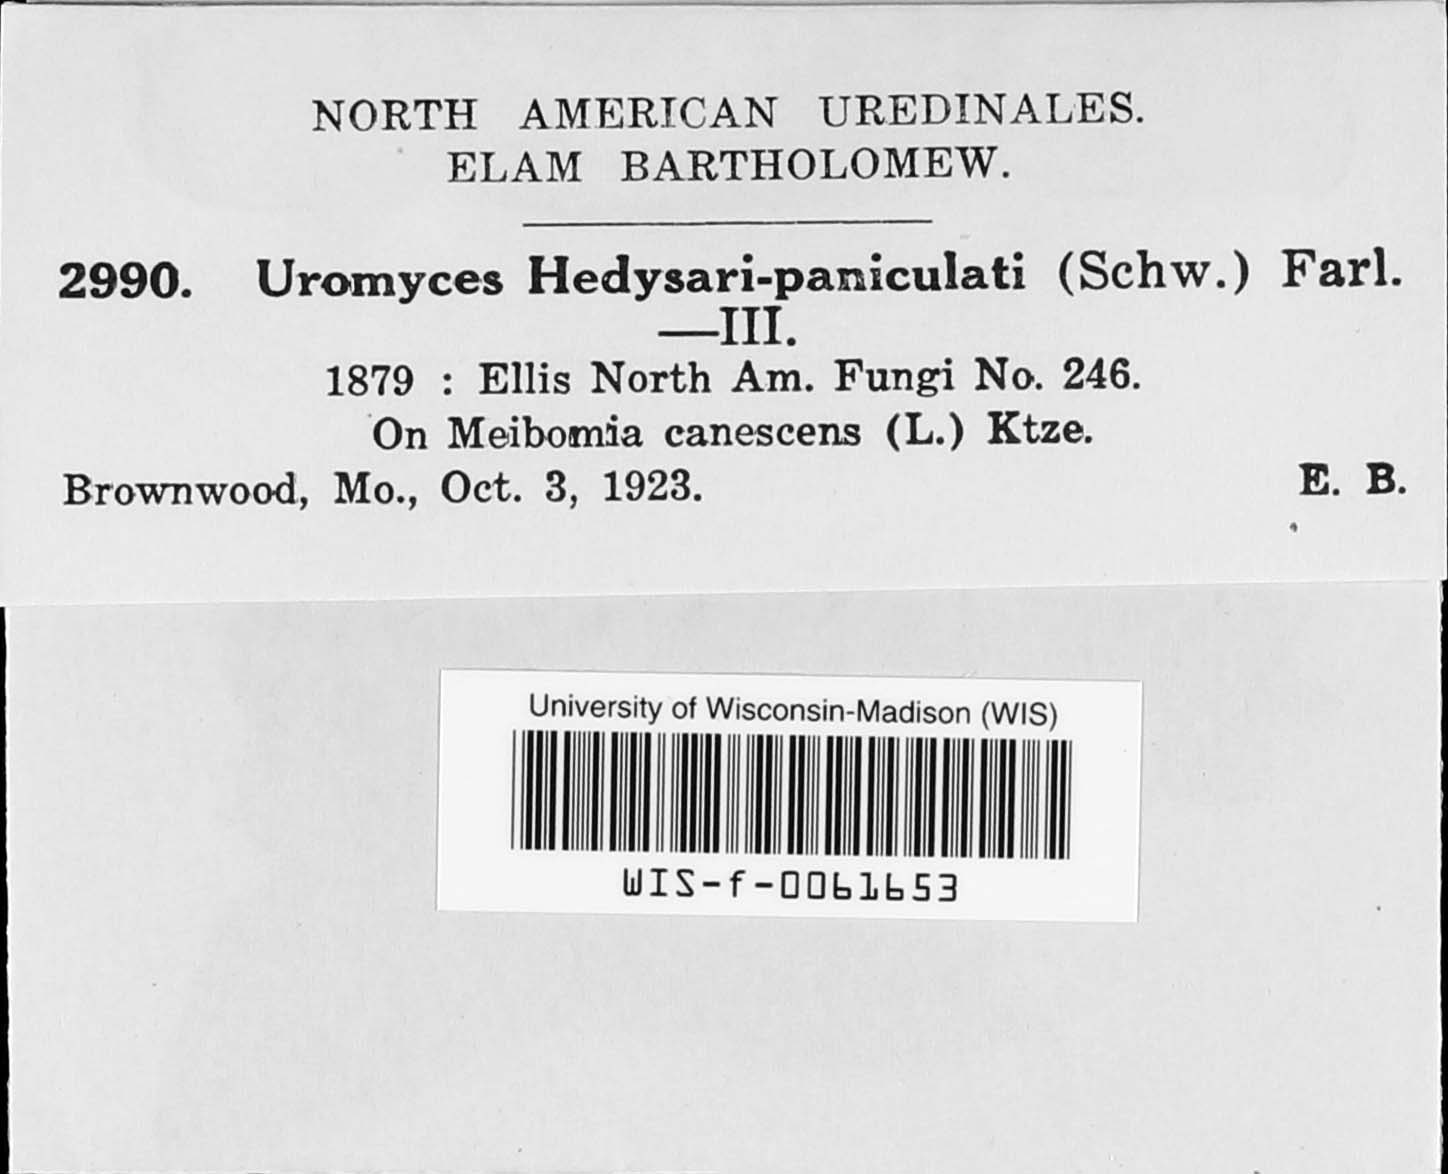 NORTH AMERICAN UREDINALES.
ELAM BARTHOLOMEW.
2990. Uromyces Hedysari-paniculati (Schw.) Farl.
—III.
1879 : Ellis North Am. Fungi No. 246.
On Meibomia canescens (L.) Ktze.
Brownwood, Mo., Oct. 3, 1923. E. B.
University of Wisconsin-Madison (WIS)
WIS-f-0061653